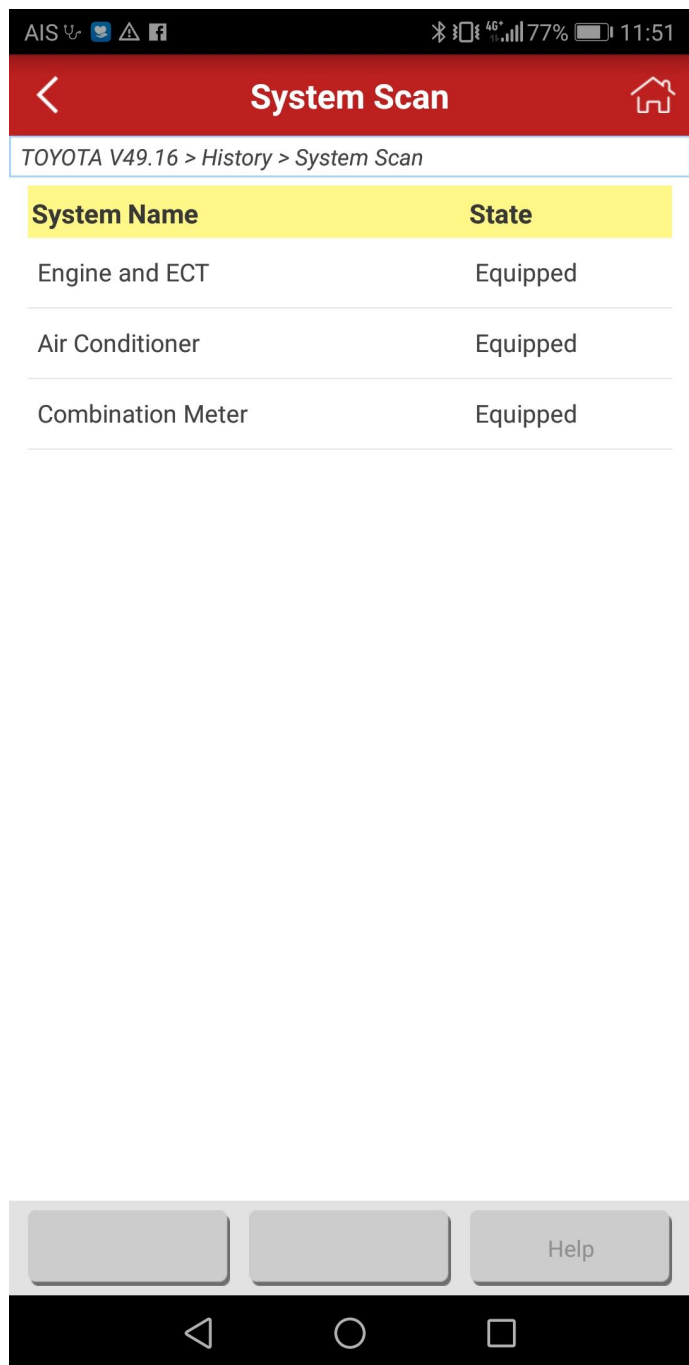 AIS 4G+ 77% 11:51
System Scan
TOYOTA V49.16 > History > System Scan
System Name State
Engine and ECT Equipped
Air Conditioner Equipped
Combination Meter Equipped
Help